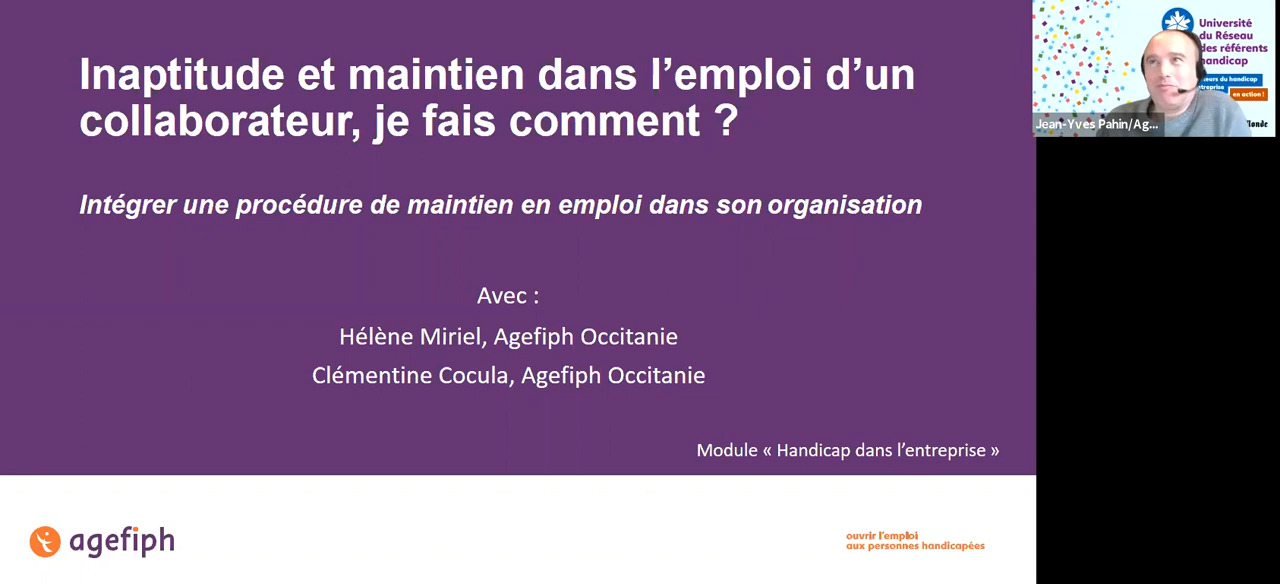 Inaptitude et maintien dans l’emploi d’un
collaborateur, je fais comment ?
Intégrer une procédure de maintien en emploi dans son organisation
Avec :
Hélène Miriel, Agefiph Occitanie
Clémentine Cocula, Agefiph Occitanie
Module « Handicap dans l’entreprise »
agefiph
ouvrir l’emploi
aux personnes handicapées
Université
du Réseau
des référents
handicap
du handicap
en action !
Jean-Yves Pahin/Ag...